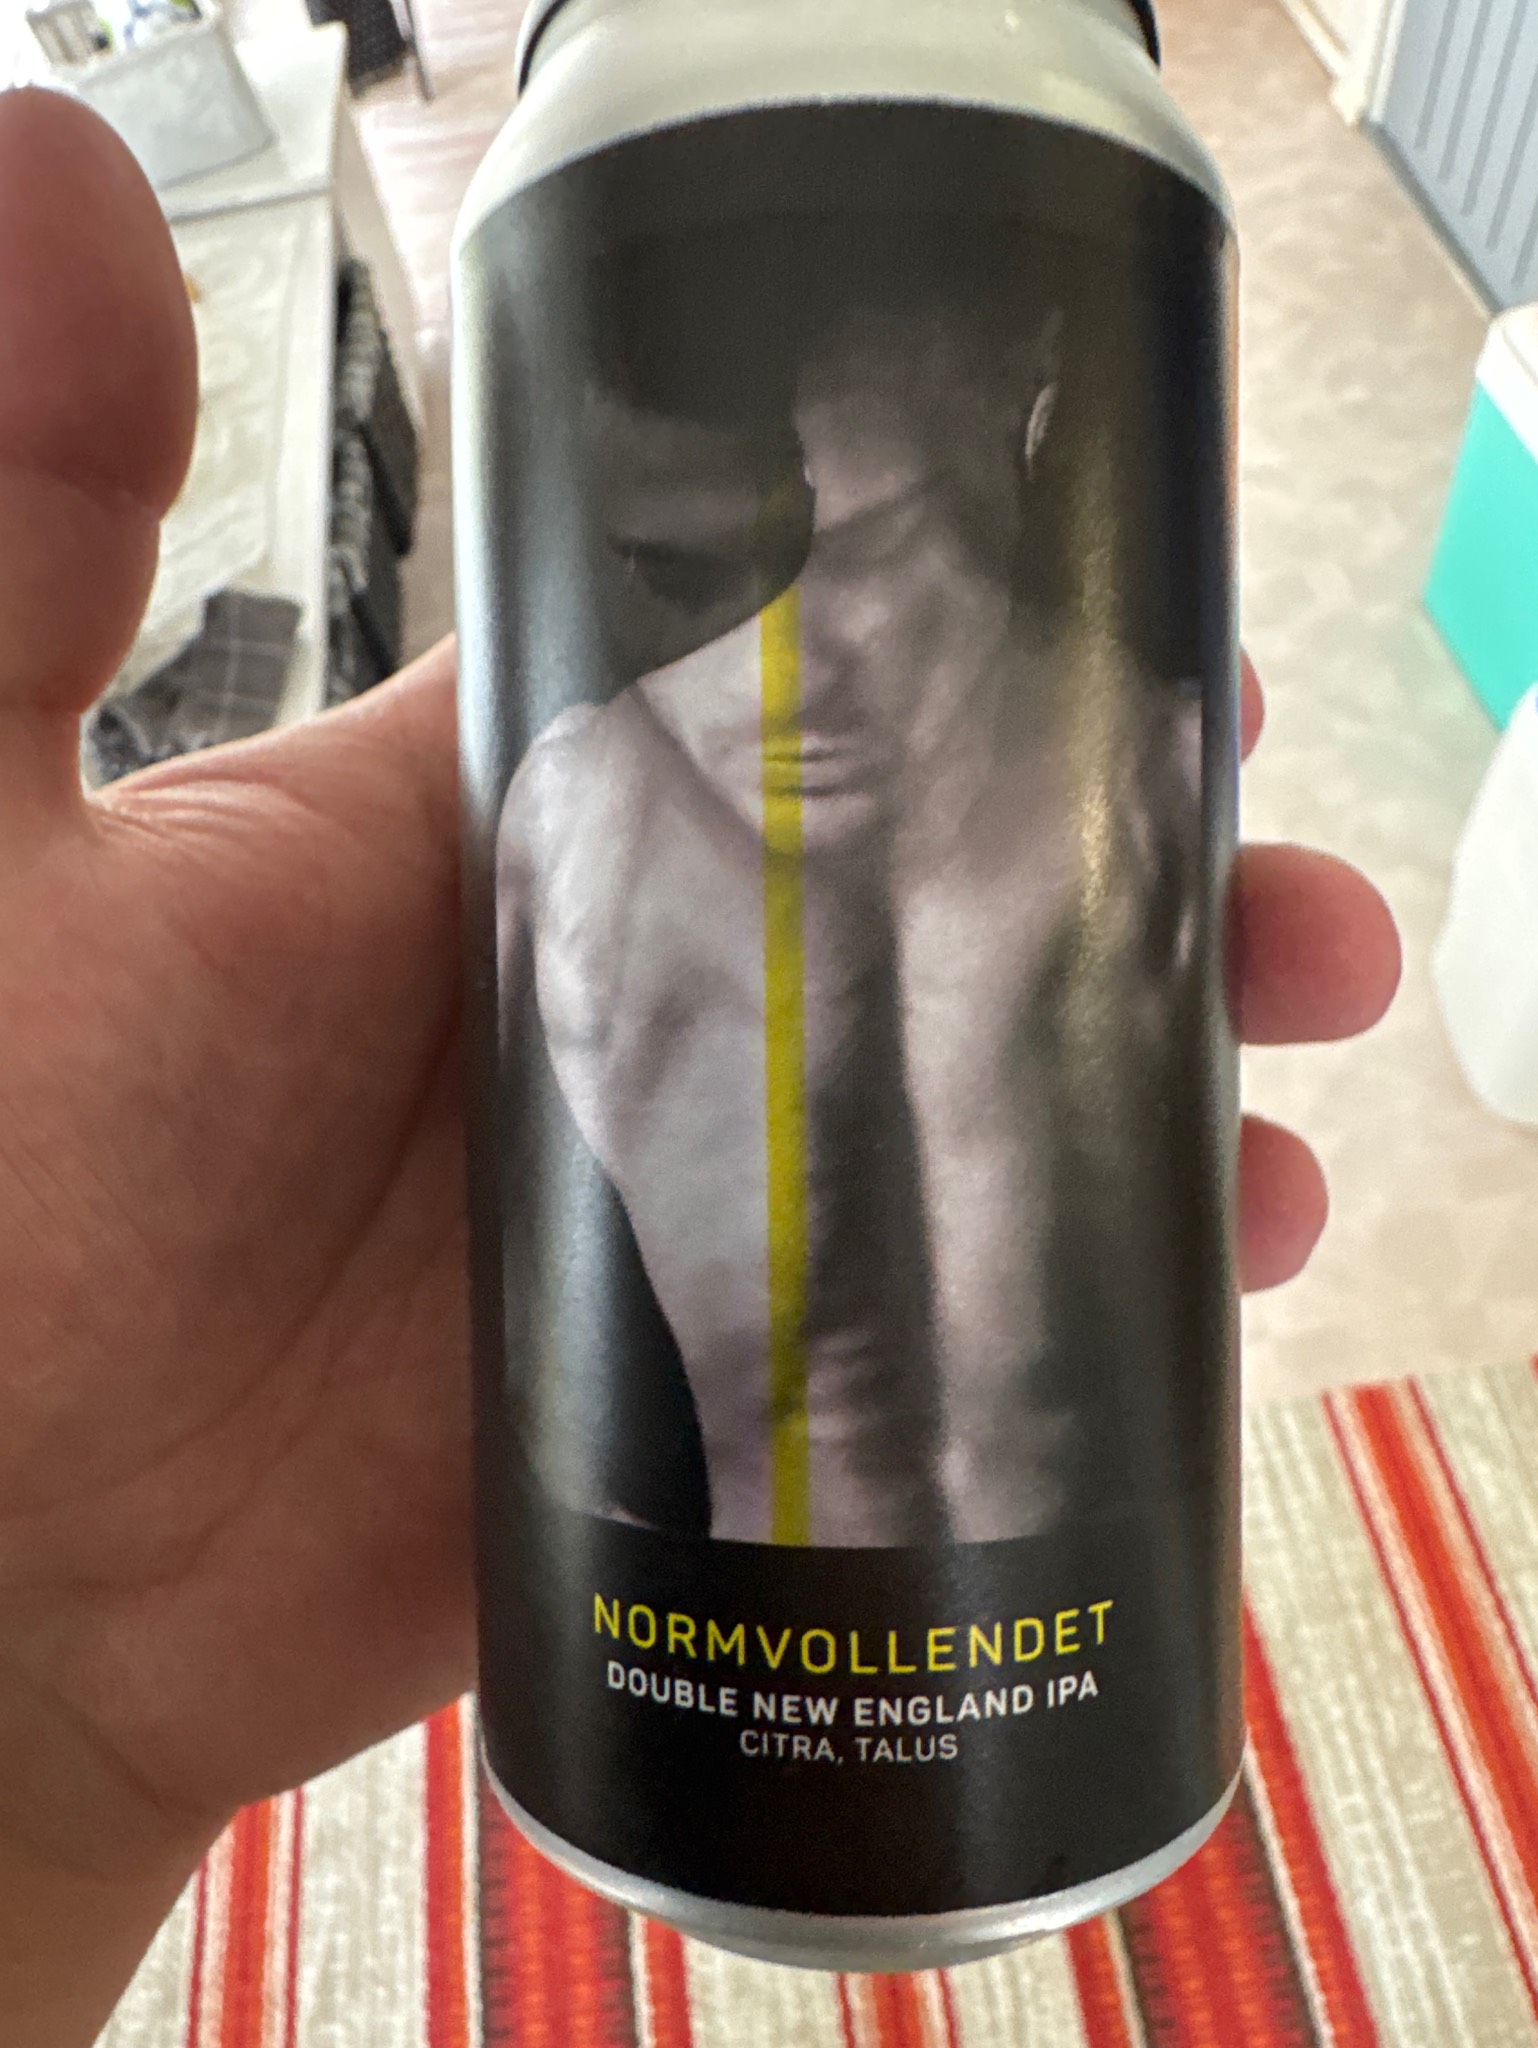 NORMVOLLENDET
DOUBLE NEW ENGLAND IPA
CITRA, TALUS